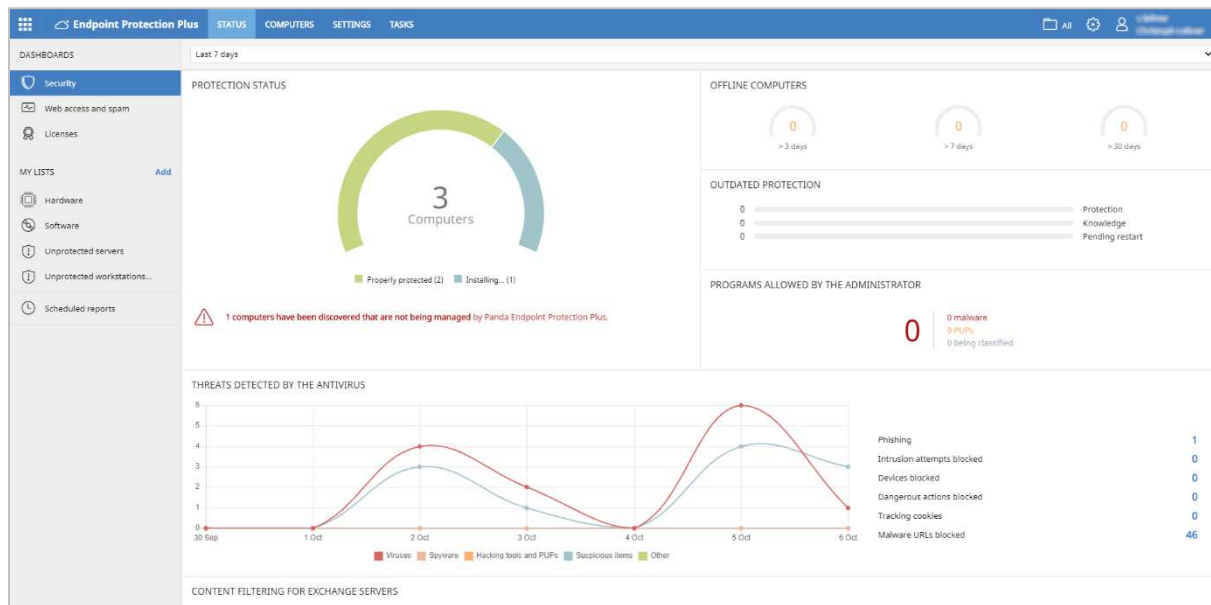 Endpoint Protection Plus STATUS COMPUTERS SETTINGS TASKS All
DASHBOARDS
Security
Web access and spam
Licenses
MY LISTS Add
Hardware
Software
Unprotected servers
Unprotected workstations...
Scheduled reports
Last 7 days
PROTECTION STATUS
3
Computers
Properly protected (2) Installing... (1)
1 computers have been discovered that are not being managed by Panda Endpoint Protection Plus.
OFFLINE COMPUTERS
0 0 0
> 3 days > 7 days > 30 days
OUTDATED PROTECTION
0 Protection
0 Knowledge
0 Pending restart
PROGRAMS ALLOWED BY THE ADMINISTRATOR
0
0 malware
0 PUPs
0 being classified
THREATS DETECTED BY THE ANTIVIRUS
6
5
4
3
2
1
0
30 Sep 1 Oct 2 Oct 3 Oct 4 Oct 5 Oct 6 Oct
Viruses Spyware Hacking tools and PUPs Suspicious items Other
Phishing 1
Intrusion attempts blocked 0
Devices blocked 0
Dangerous actions blocked 0
Tracking cookies 0
Malware URLs blocked 46
CONTENT FILTERING FOR EXCHANGE SERVERS